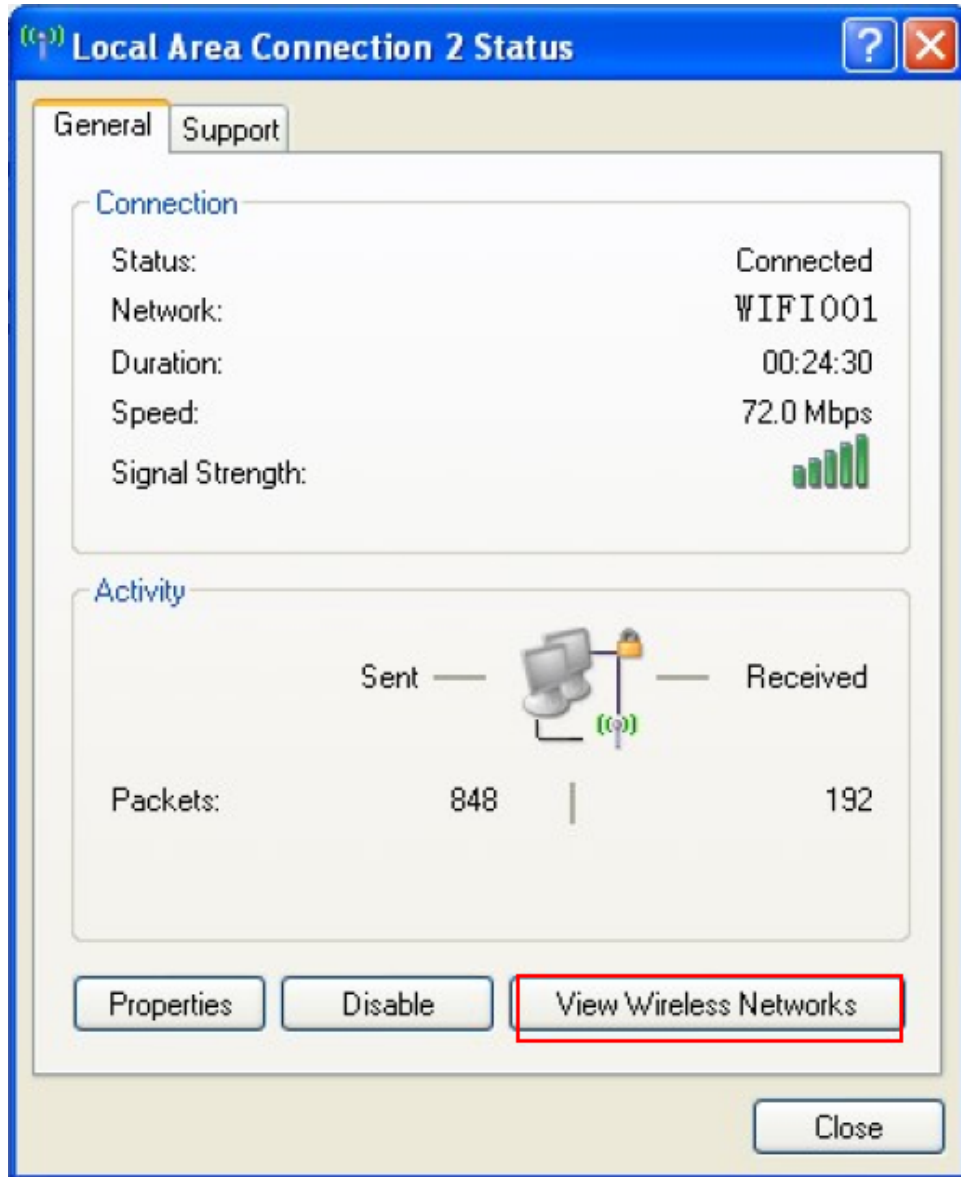 Local Area Connection 2 Status
General Support
Connection
Status: Connected
Network: WIFI001
Duration: 00:24:30
Speed: 72.0 Mbps
Signal Strength:
Activity
Sent Received
Packets: 848 192
Properties Disable View Wireless Networks
Close